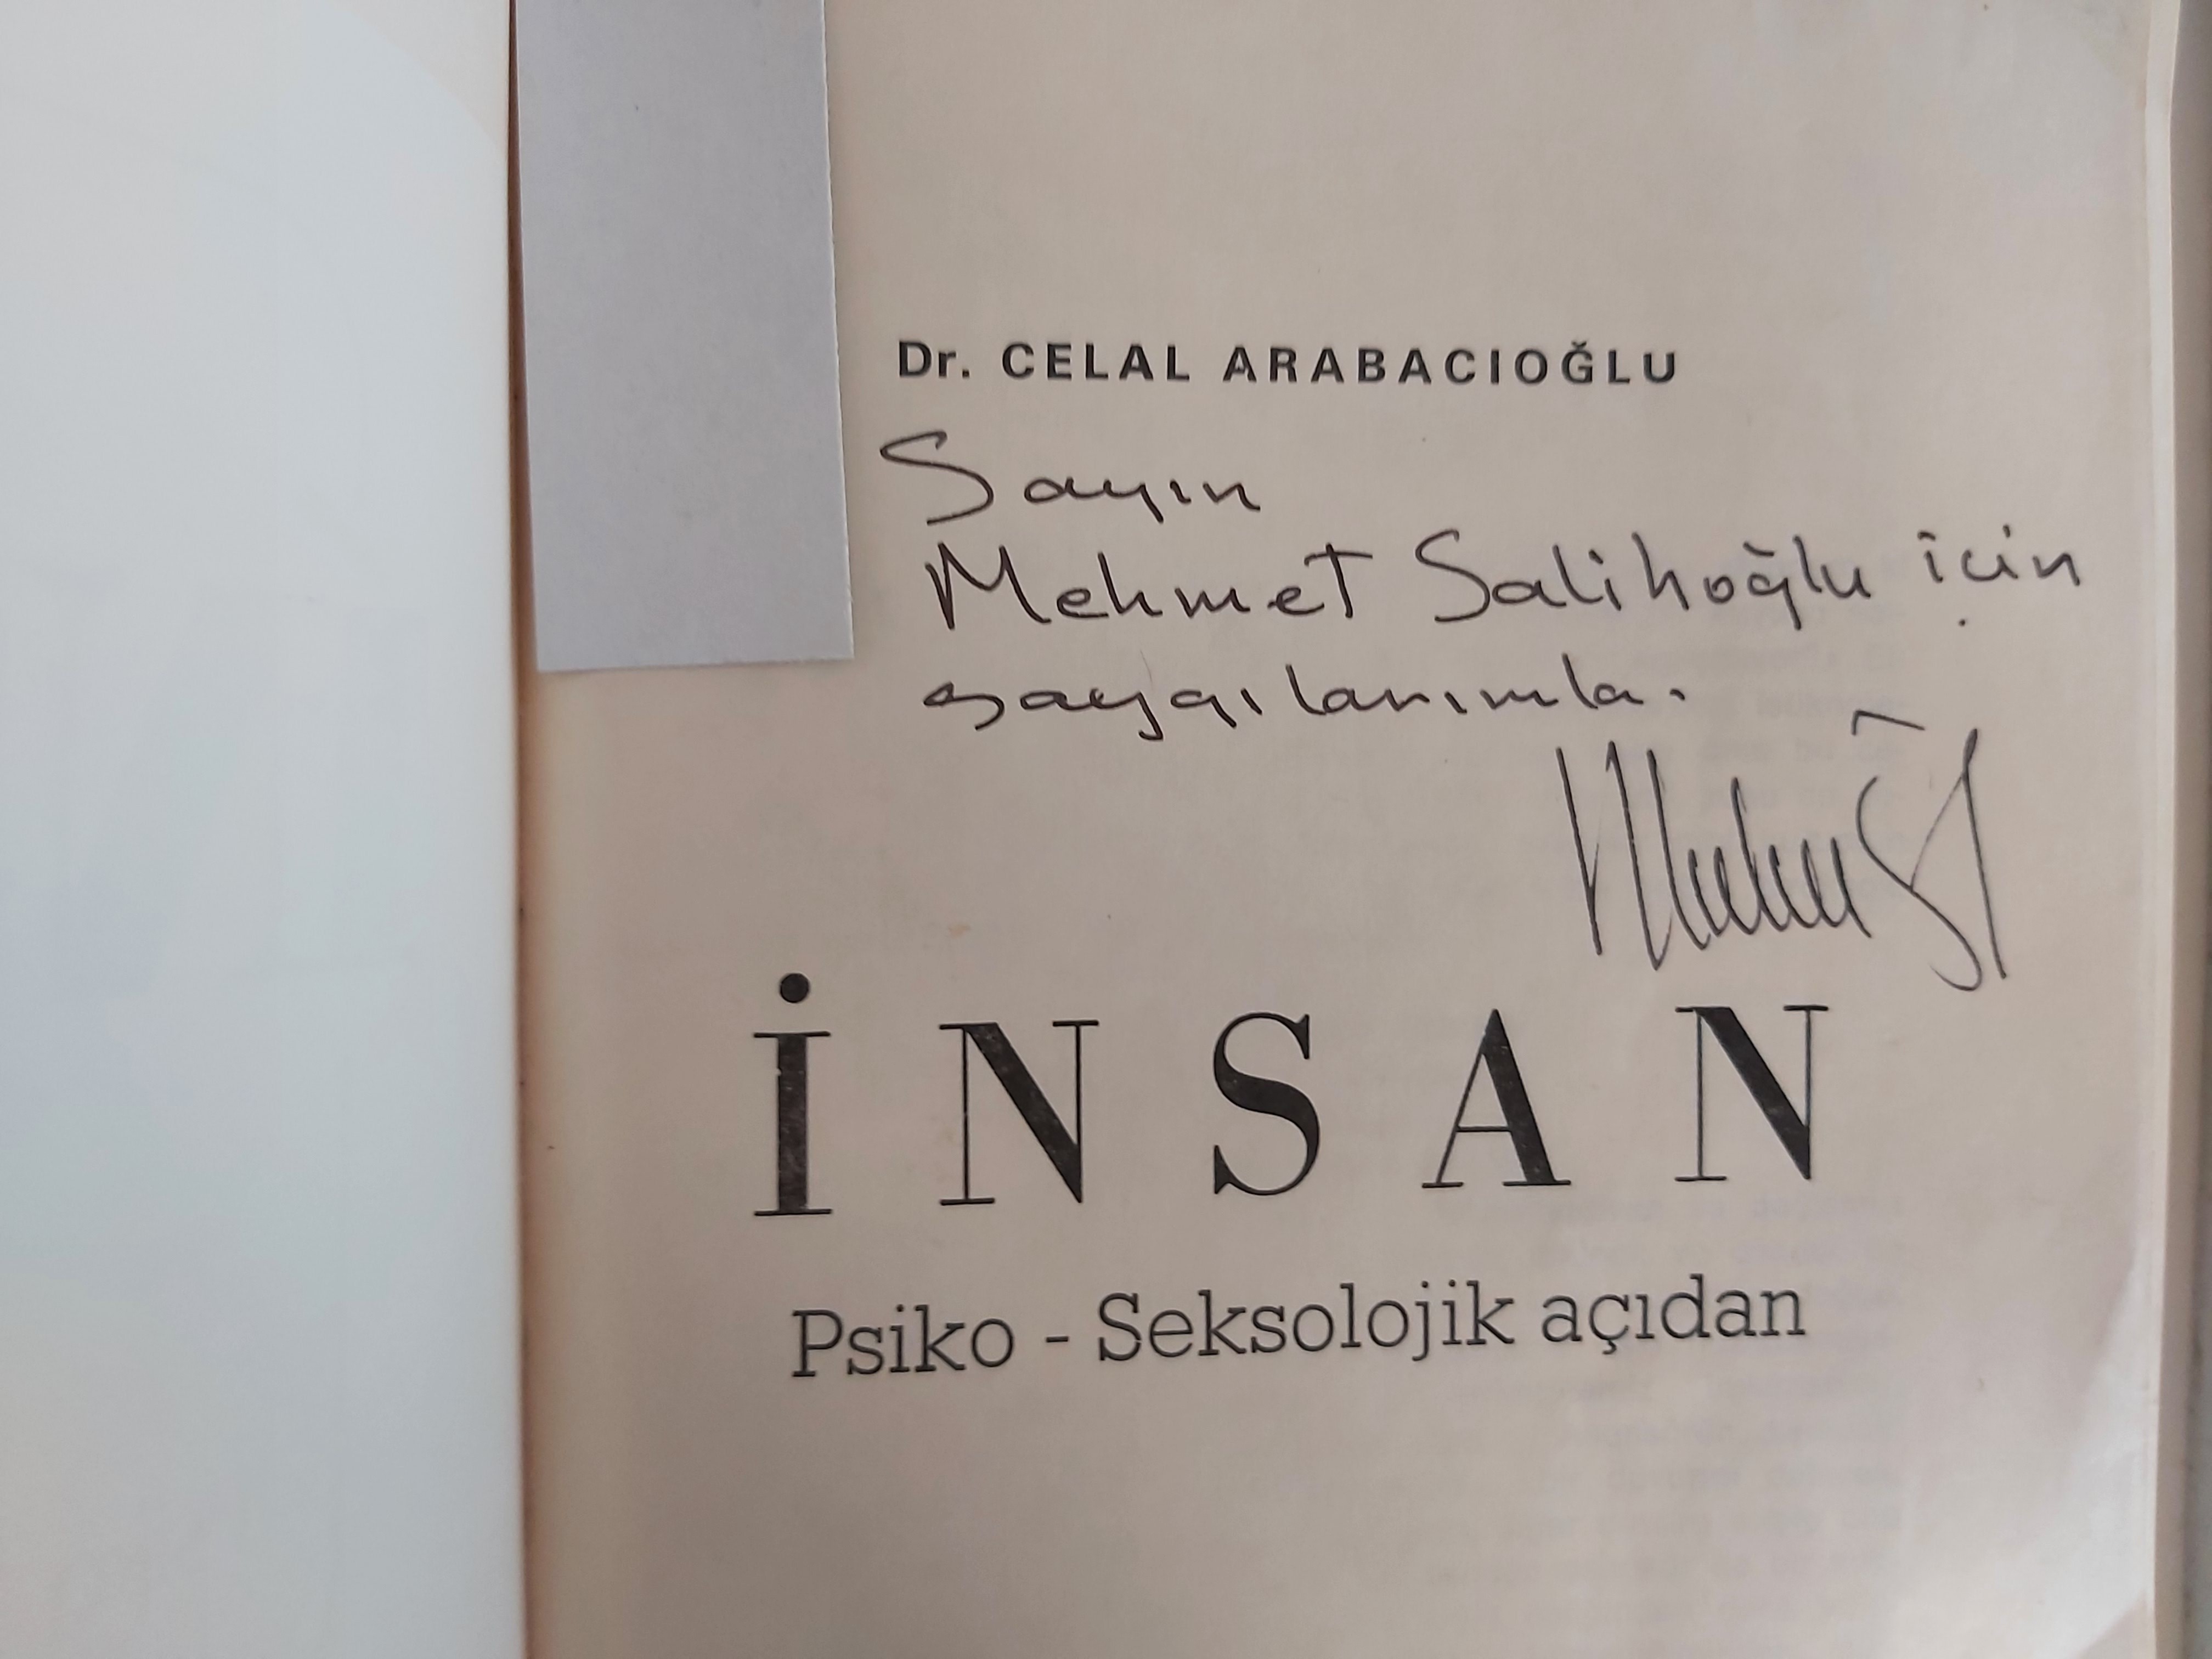 Dr. CELAL ARABACIOĞLU
Sayın
Mehmet Salihoğlu için
saygılarımla.
İNSAN
Psiko - Seksolojik açıdan